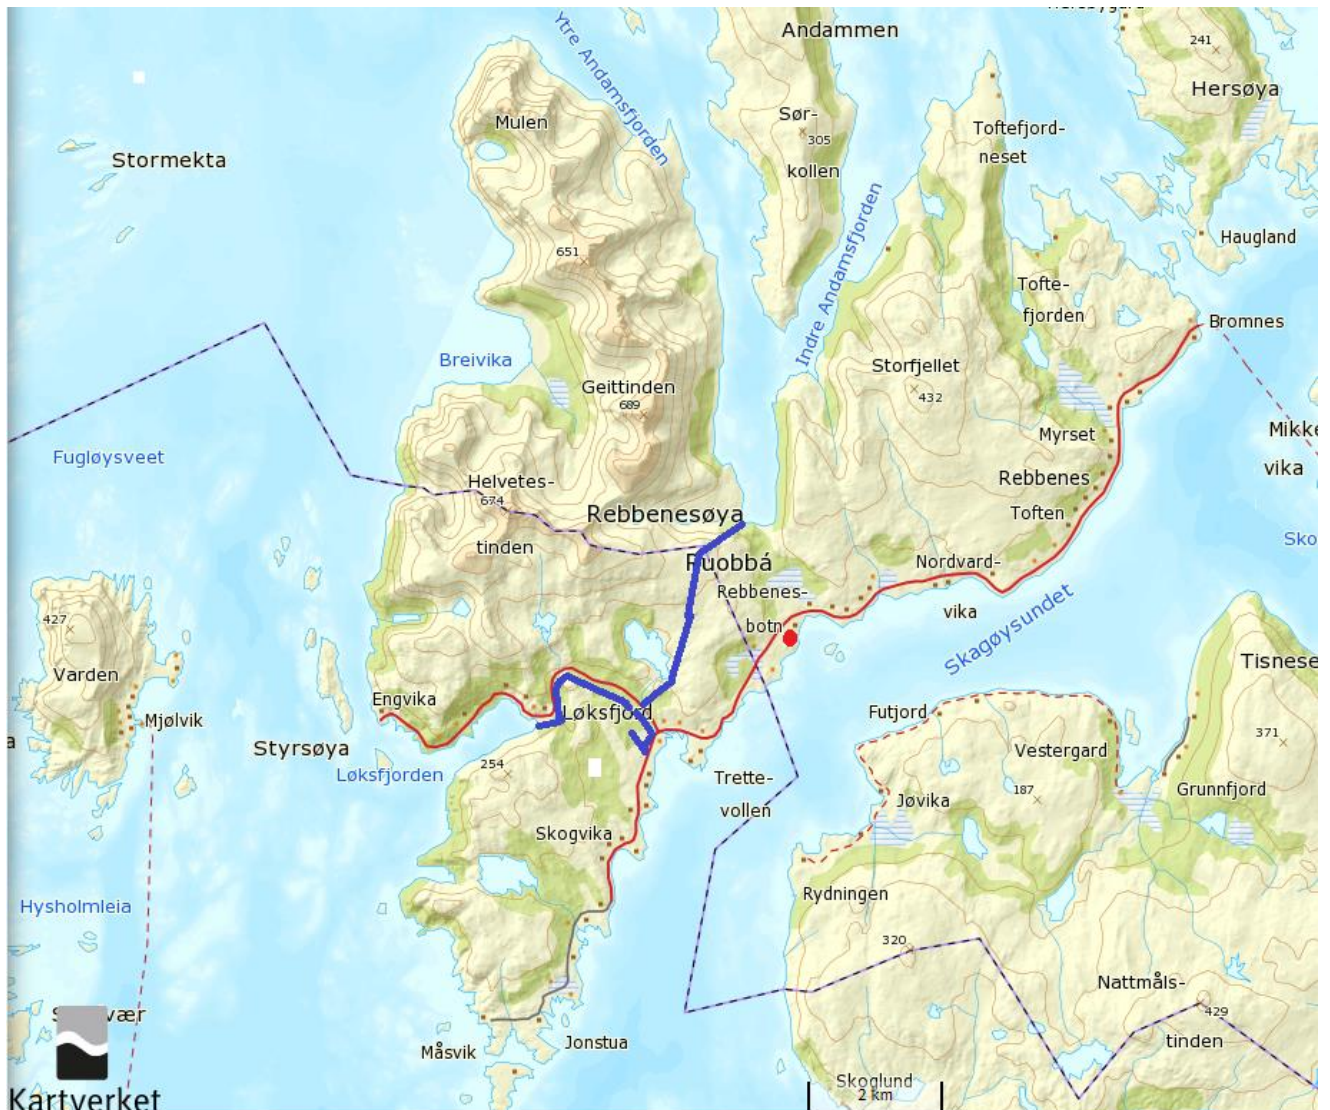 Andammen
241
Hersøya
Ytre Andamsfjorden
Mulen
Sør-
305
kollen
Toftefjord-
neset
Stormekta
Haugland
651
Indre Andamsfjorden
Tofte-
fjorden
Bromnes
Breivika
Geittinden
689
Storfjellet
432
Myrset
Mikke
vika
Fugløysveet
Helvetes-
674
tinden
Rebbenesøya
Rebbenes
Toften
Sko
Ruobbá
Rebbenes-
botn
Nordvard-
vika
Skagøysundet
427
Varden
Mjølvik
Engvika
Løksfjord
Tisnese
Styrsøya
Løksfjorden
254
Trette-
vollen
Futjord
Vestergard
371
187
Jøvika
Grunnfjord
Skogvika
Rydningen
Hysholmleia
320
Nattmåls-
429
tinden
vær
Måsvik
Jonstua
Skoglund
2 km
Kartverket